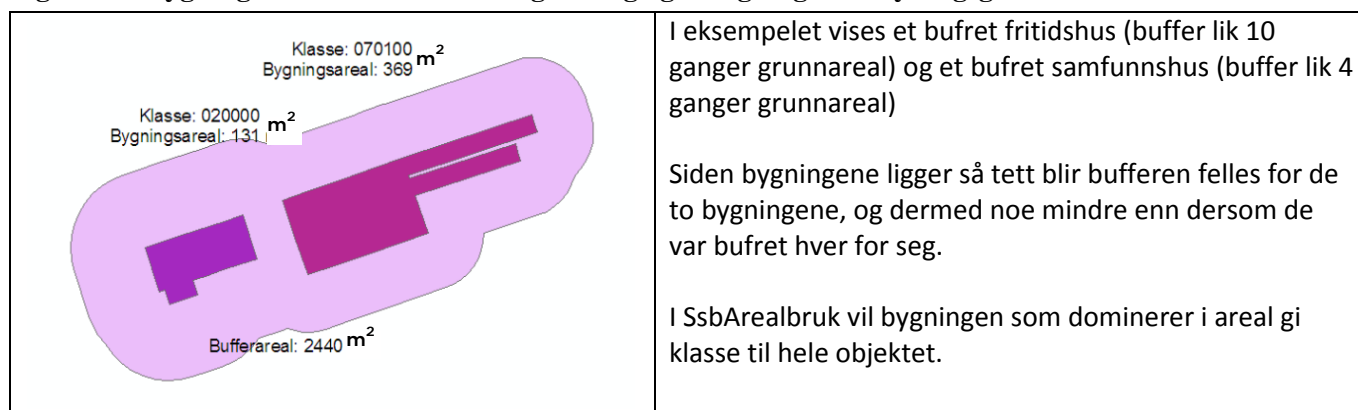 Klasse: 070100 m²
Bygningsareal: 369
Klasse: 020000 m²
Bygningsareal: 131
Bufferareal: 2440 m²
I eksempelet vises et bufret fritidshus (buffer lik 10
ganger grunnareal) og et bufret samfunnshus (buffer lik 4
ganger grunnareal)
Siden bygningene ligger så tett blir bufferen felles for de
to bygningene, og dermed noe mindre enn dersom de
var bufret hver for seg.
I SsbArealbruk vil bygningen som dominerer i areal gi
klasse til hele objektet.